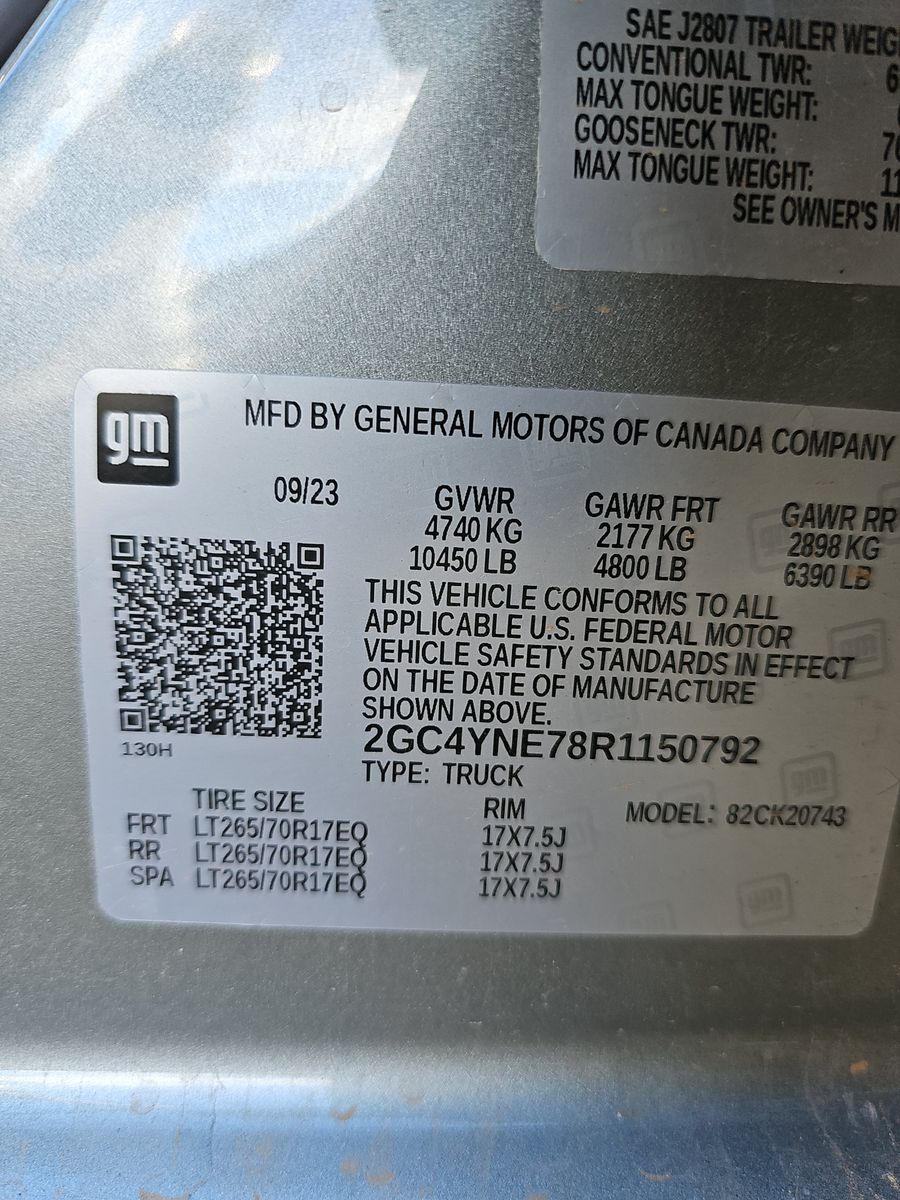 SAE J2807 TRAILER
CONVENTIONAL TWR:
MAX TONGUE WEIGHT:
GOOSENECK TWR:
MAX TONGUE WEIGHT:
SEE OWNER'S
gm
MFD BY GENERAL MOTORS OF CANADA COMPANY
09/23 GVWR GAWR FRT GAWR RR
4740 KG 2177 KG 2898 KG
10450 LB 4800 LB 6390 LB
THIS VEHICLE CONFORMS TO ALL
APPLICABLE U.S. FEDERAL MOTOR
VEHICLE SAFETY STANDARDS IN EFFECT
ON THE DATE OF MANUFACTURE
SHOWN ABOVE.
2GC4YNE78R1150792
130H
TYPE: TRUCK
TIRE SIZE RIM MODEL: 82CK20743
FRT LT265/70R17EQ 17X7.5J
RR LT265/70R17EQ 17X7.5J
SPA LT265/70R17EQ 17X7.5J